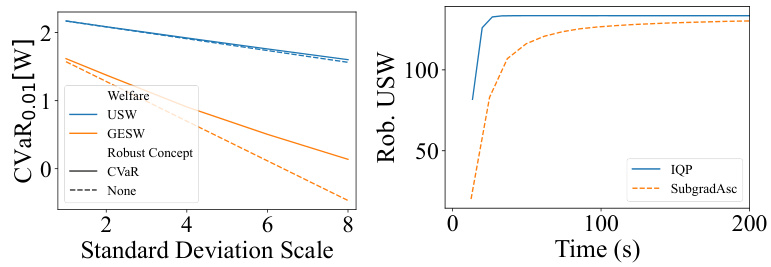 CVaR0.01[W]
2
1
0
Welfare
USW
GESW
Robust Concept
CVaR
None
2
4
6
8
Standard Deviation Scale
Rob. USW
100
50
IQP
SubgradAsc
0
100
200
Time (s)